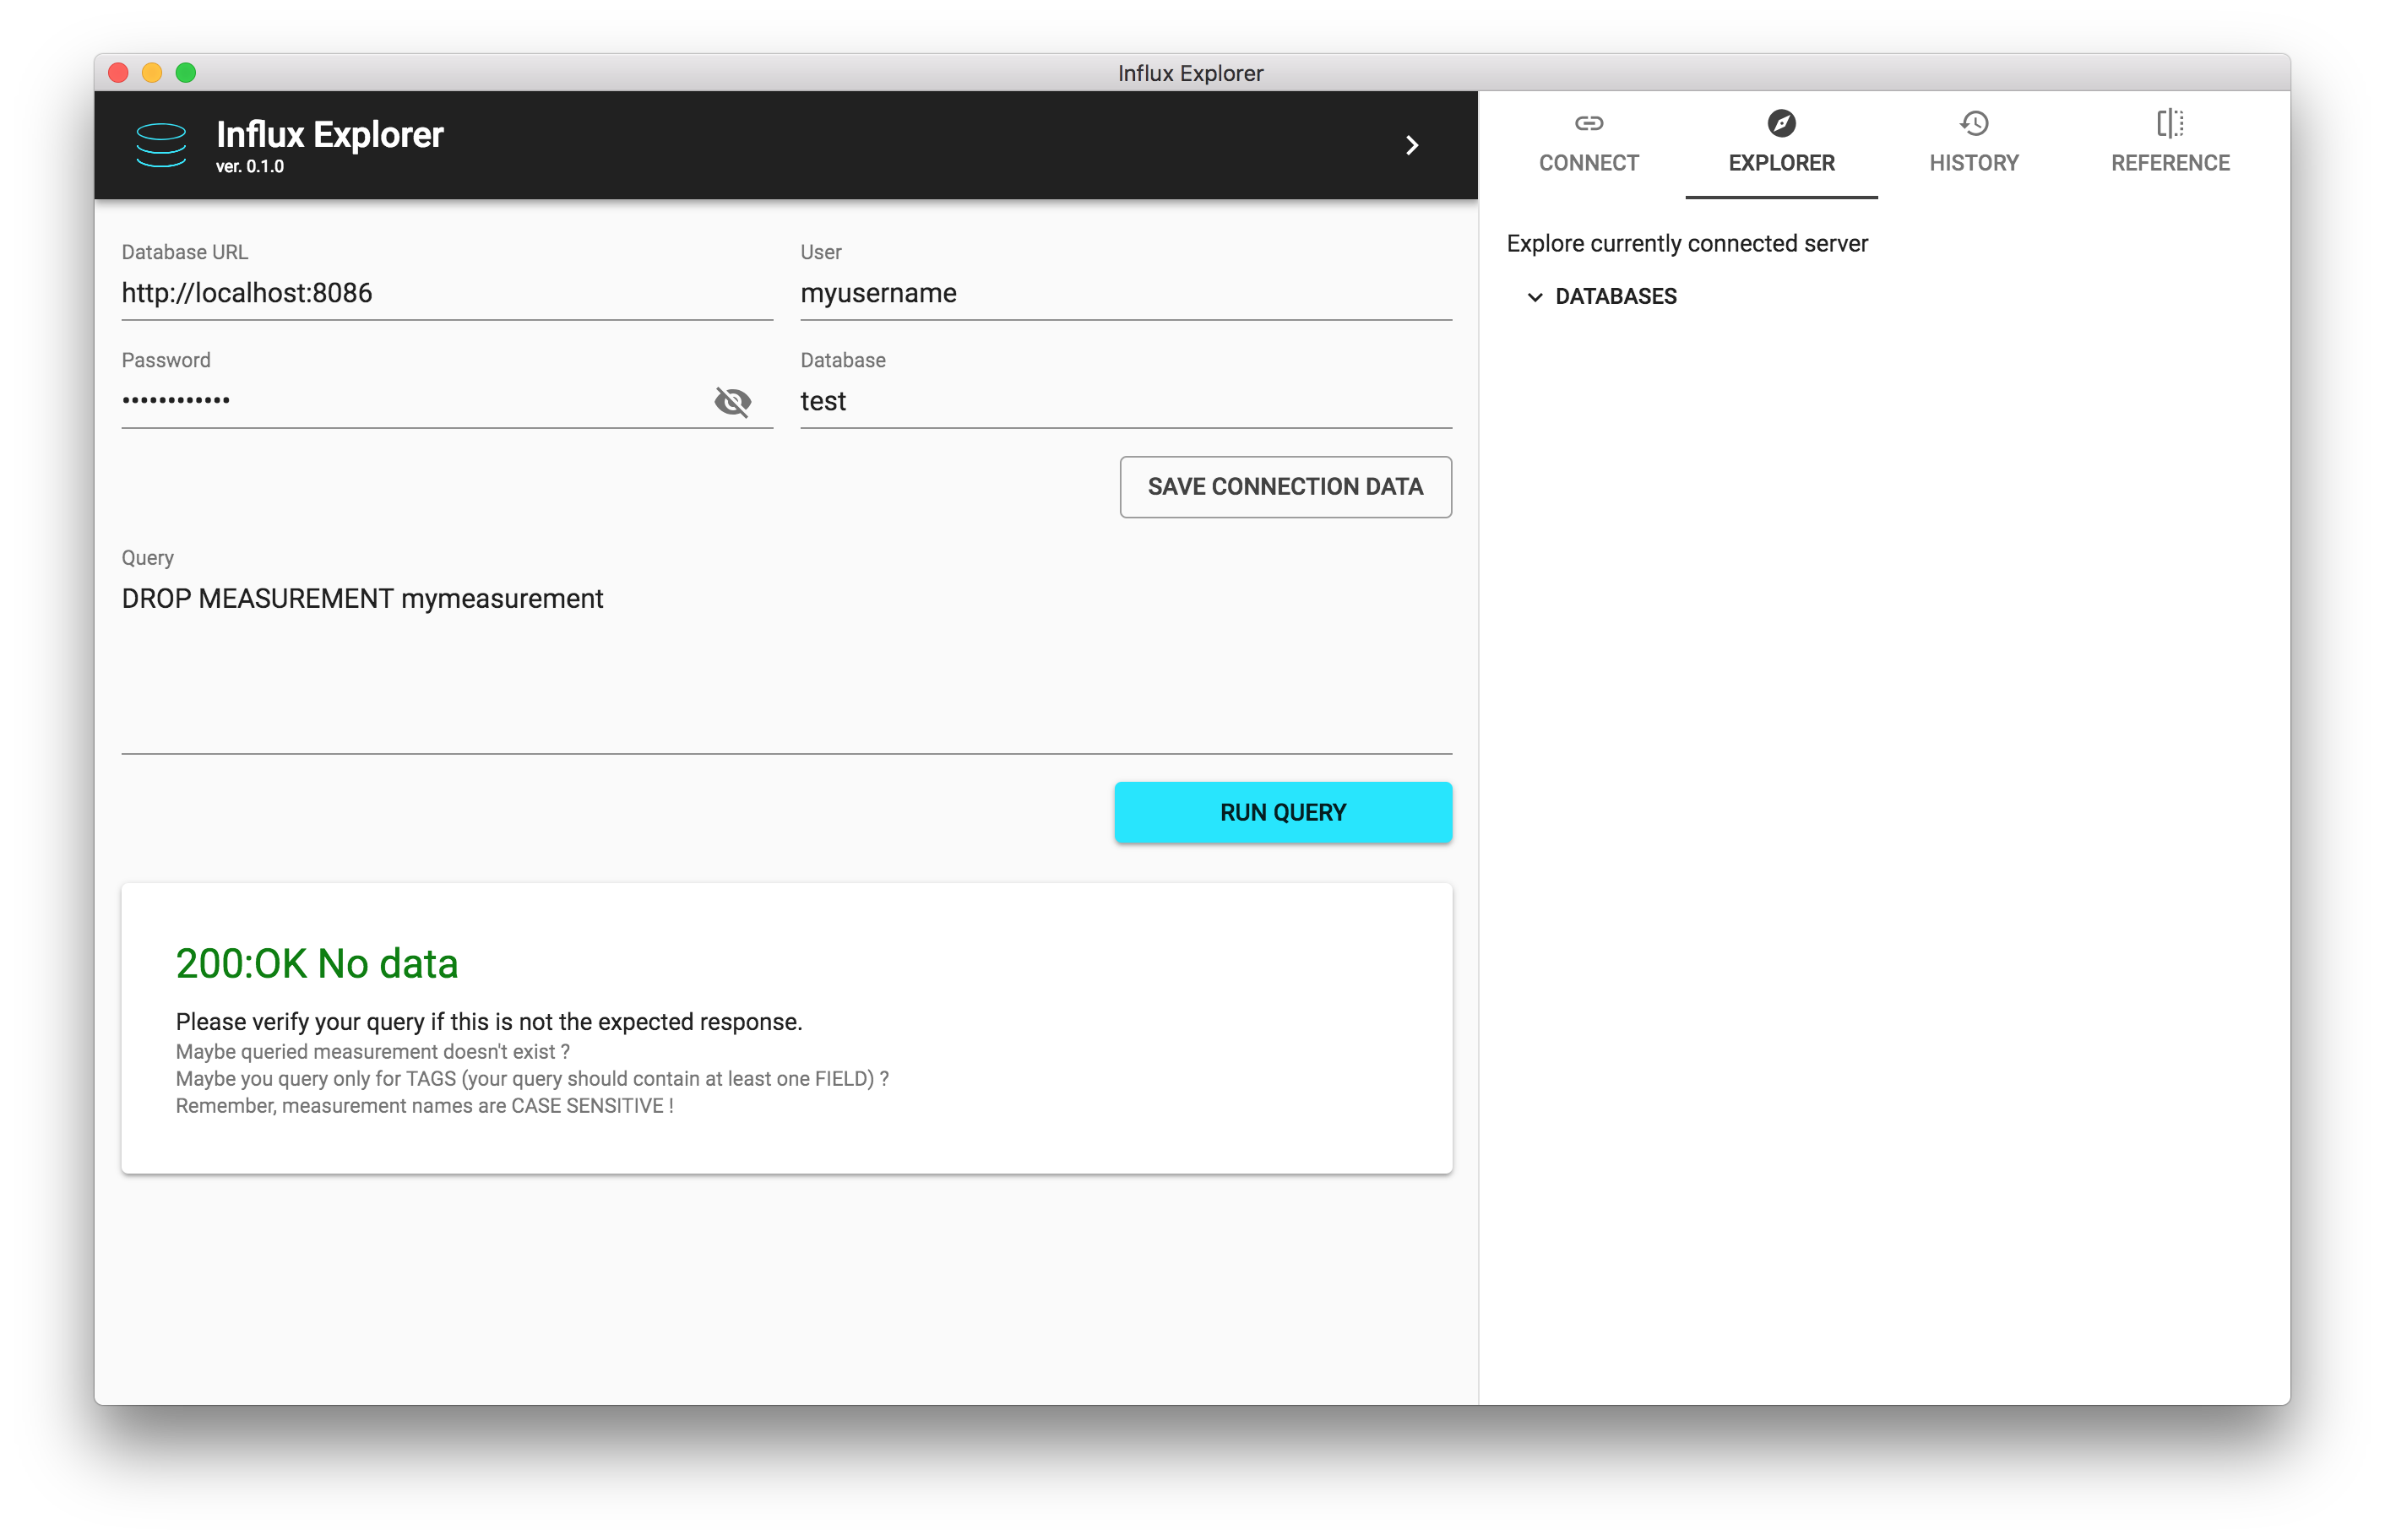 Influx Explorer
Influx Explorer
ver. 0.1.0
CONNECT
EXPLORER
HISTORY
REFERENCE
Database URL
http://localhost:8086
User
myusername
Password
••••••••••••
Database
test
SAVE CONNECTION DATA
Query
DROP MEASUREMENT mymeasurement
RUN QUERY
200:OK No data
Please verify your query if this is not the expected response.
Maybe queried measurement doesn't exist ?
Maybe you query only for TAGS (your query should contain at least one FIELD) ?
Remember, measurement names are CASE SENSITIVE !
Explore currently connected server
DATABASES